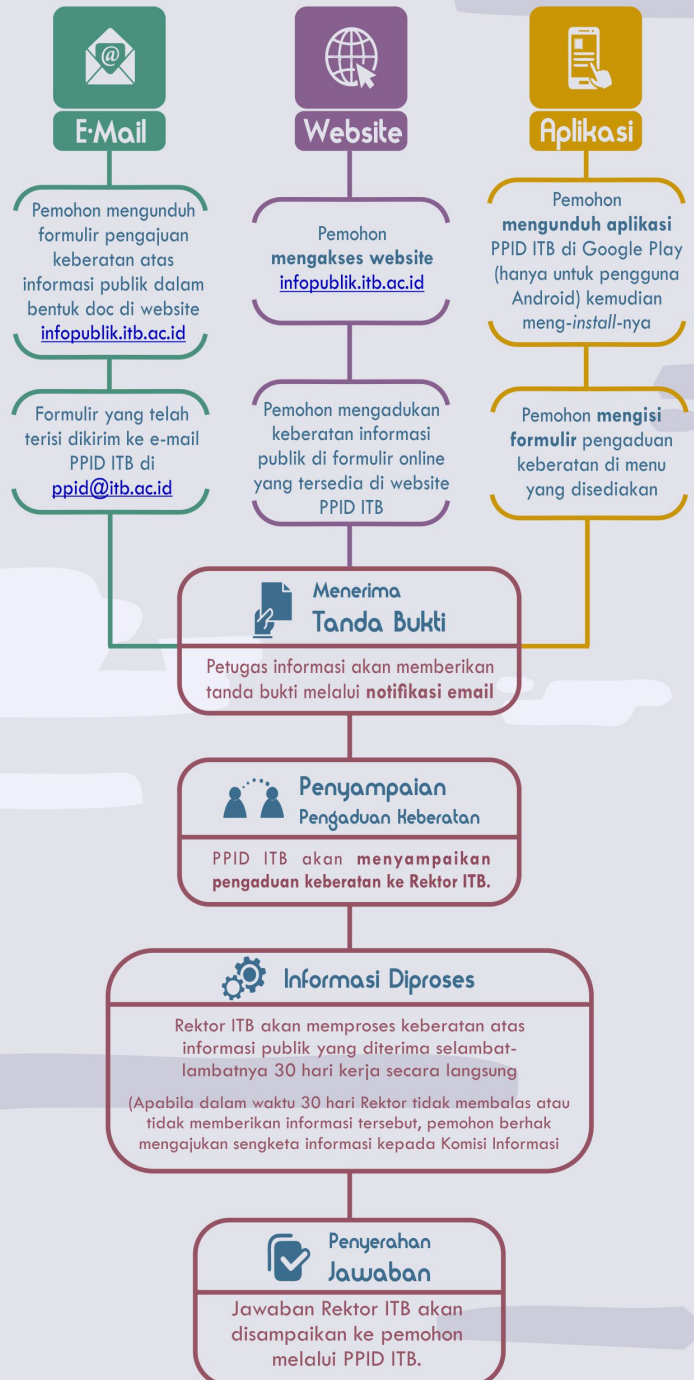 E-Mail
Pemohon mengunduh
formulir pengajuan
keberatan atas
informasi publik dalam
bentuk doc di website
infopublik.itb.ac.id
Formulir yang telah
terisi dikirim ke e-mail
PPID ITB di
ppid@itb.ac.id
Website
Pemohon
mengakses website
infopublik.itb.ac.id
Pemohon mengadukan
keberatan informasi
publik di formulir online
yang tersedia di website
PPID ITB
Aplikasi
Pemohon
mengunduh aplikasi
PPID ITB di Google Play
(hanya untuk pengguna
Android) kemudian
meng-install-nya
Pemohon mengisi
formulir pengaduan
keberatan di menu
yang disediakan
Menerima
Tanda Bukti
Petugas informasi akan memberikan
tanda bukti melalui notifikasi email
Penyampaian
Pengaduan Keberatan
PPID ITB akan menyampaikan
pengaduan keberatan ke Rektor ITB.
Informasi Diproses
Rektor ITB akan memproses keberatan atas
informasi publik yang diterima selambat-
lambatnya 30 hari kerja secara langsung
(Apabila dalam waktu 30 hari Rektor tidak membalas atau
tidak memberikan informasi tersebut, pemohon berhak
mengajukan sengketa informasi kepada Komisi Informasi
Penyerahan
Jawaban
Jawaban Rektor ITB akan
disampaikan ke pemohon
melalui PPID ITB.